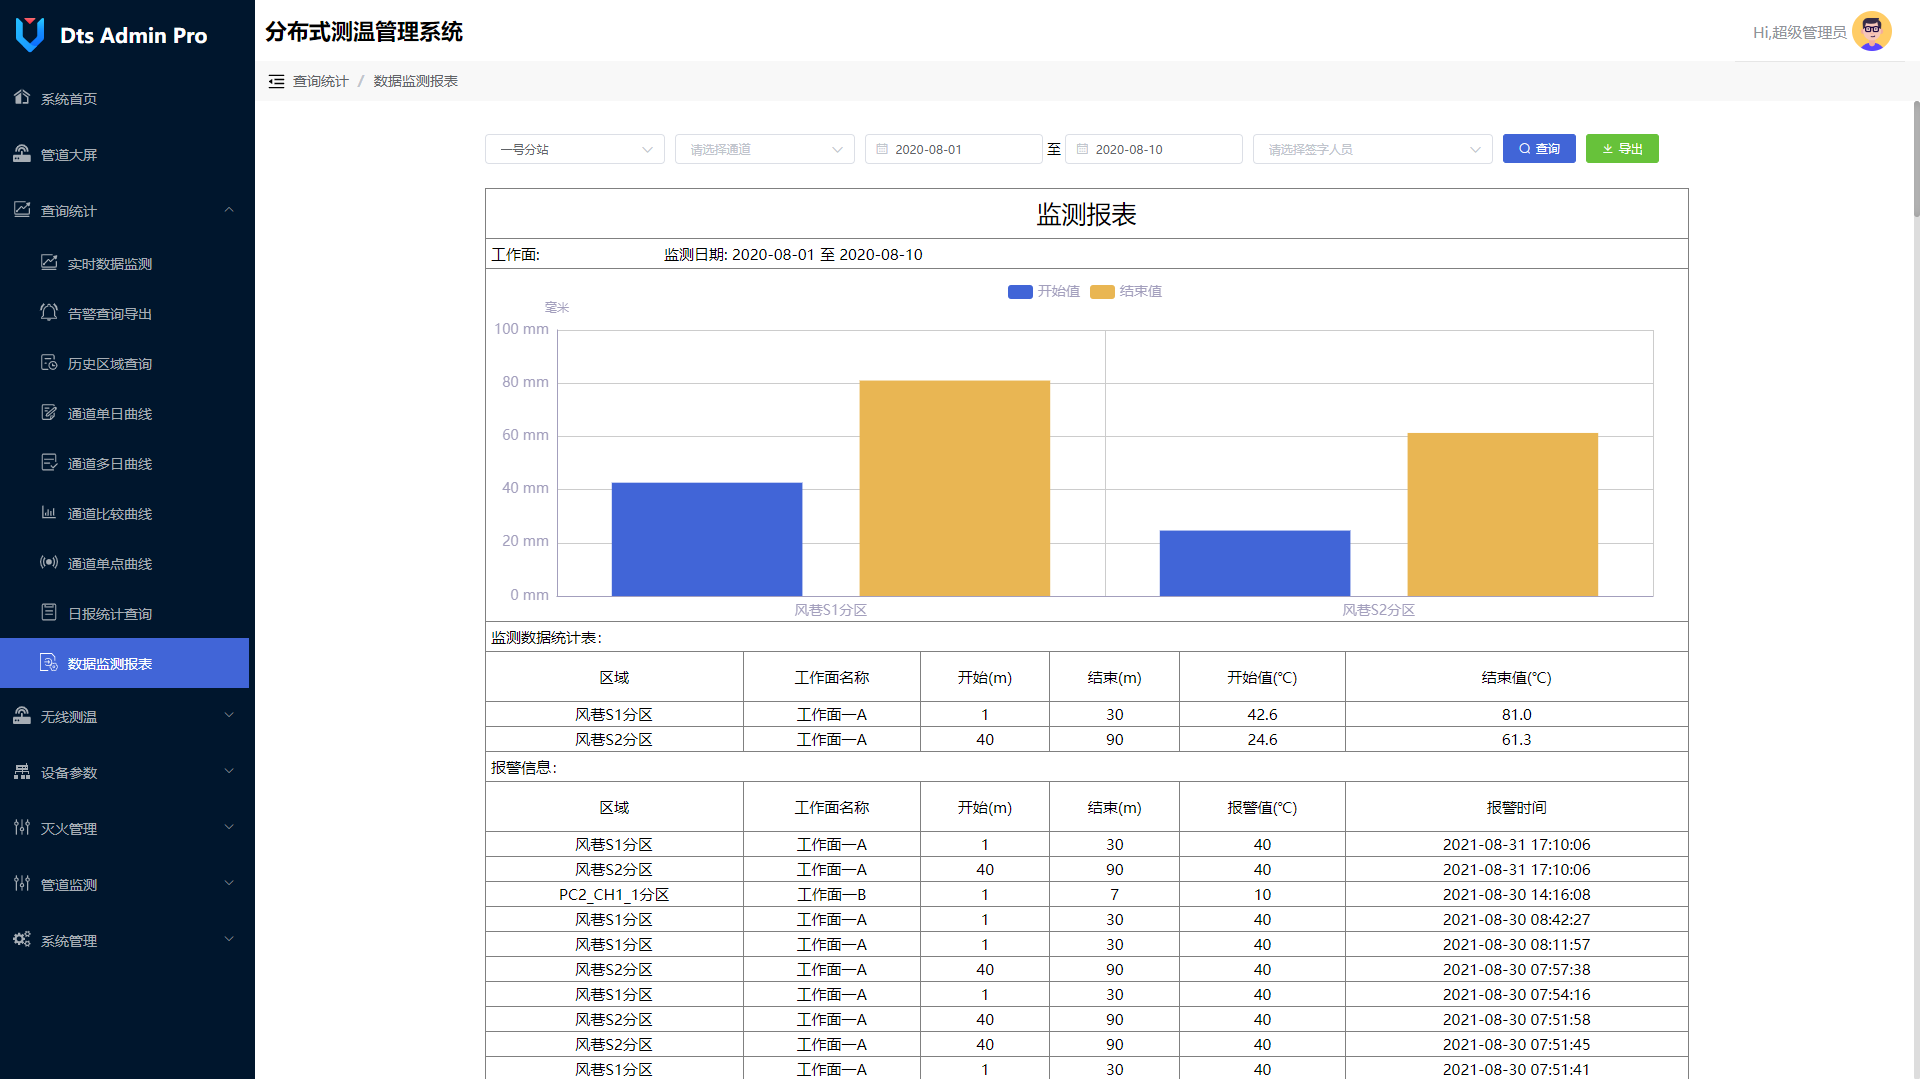 Dts Admin Pro
分布式测温管理系统
Hi,超级管理员
查询统计 / 数据监测报表
系统首页
管道大屏
查询统计
实时数据监测
告警查询导出
历史区域查询
通道单日曲线
通道多日曲线
通道比较曲线
通道单点曲线
日报统计查询
数据监测报表
无线测温
设备参数
灭火管理
管道监测
系统管理
一号分站 请选择通道 2020-08-01 至 2020-08-10 请选择签字人员 查询 导出
监测报表
工作面: 监测日期: 2020-08-01 至 2020-08-10
开始值 结束值
毫米
100 mm
80 mm
60 mm
40 mm
20 mm
0 mm
风巷S1分区 风巷S2分区
监测数据统计表:
区域 工作面名称 开始(m) 结束(m) 开始值(℃) 结束值(℃)
风巷S1分区 工作面一A 1 30 42.6 81.0
风巷S2分区 工作面一A 40 90 24.6 61.3
报警信息:
区域 工作面名称 开始(m) 结束(m) 报警值(℃) 报警时间
风巷S1分区 工作面一A 1 30 40 2021-08-31 17:10:06
风巷S2分区 工作面一A 40 90 40 2021-08-31 17:10:06
PC2_CH1_1分区 工作面一B 1 7 10 2021-08-30 14:16:08
风巷S1分区 工作面一A 1 30 40 2021-08-30 08:42:27
风巷S1分区 工作面一A 1 30 40 2021-08-30 08:11:57
风巷S2分区 工作面一A 40 90 40 2021-08-30 07:57:38
风巷S1分区 工作面一A 1 30 40 2021-08-30 07:54:16
风巷S2分区 工作面一A 40 90 40 2021-08-30 07:51:58
风巷S2分区 工作面一A 40 90 40 2021-08-30 07:51:45
风巷S1分区 工作面一A 1 30 40 2021-08-30 07:51:41